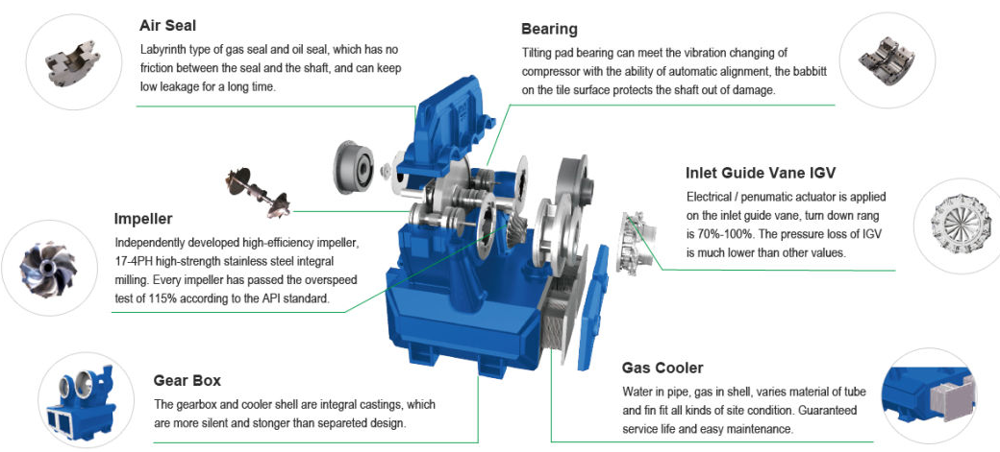 Air Seal
Labyrinth type of gas seal and oil seal, which has no
friction between the seal and the shaft, and can keep
low leakage for a long time.
Bearing
Tilting pad bearing can meet the vibration changing of
compressor with the ability of automatic alignment, the babbitt
on the tile surface protects the shaft out of damage.
Impeller
Independently developed high-efficiency impeller,
17-4PH high-strength stainless steel integral
milling. Every impeller has passed the overspeed
test of 115% according to the API standard.
Inlet Guide Vane IGV
Electrical / penumatic actuator is applied
on the inlet guide vane, turn down rang
is 70%-100%. The pressure loss of IGV
is much lower than other values.
Gear Box
The gearbox and cooler shell are integral castings, which
are more silent and stonger than separeted design.
Gas Cooler
Water in pipe, gas in shell, varies material of tube
and fin fit all kinds of site condition. Guaranteed
service life and easy maintenance.